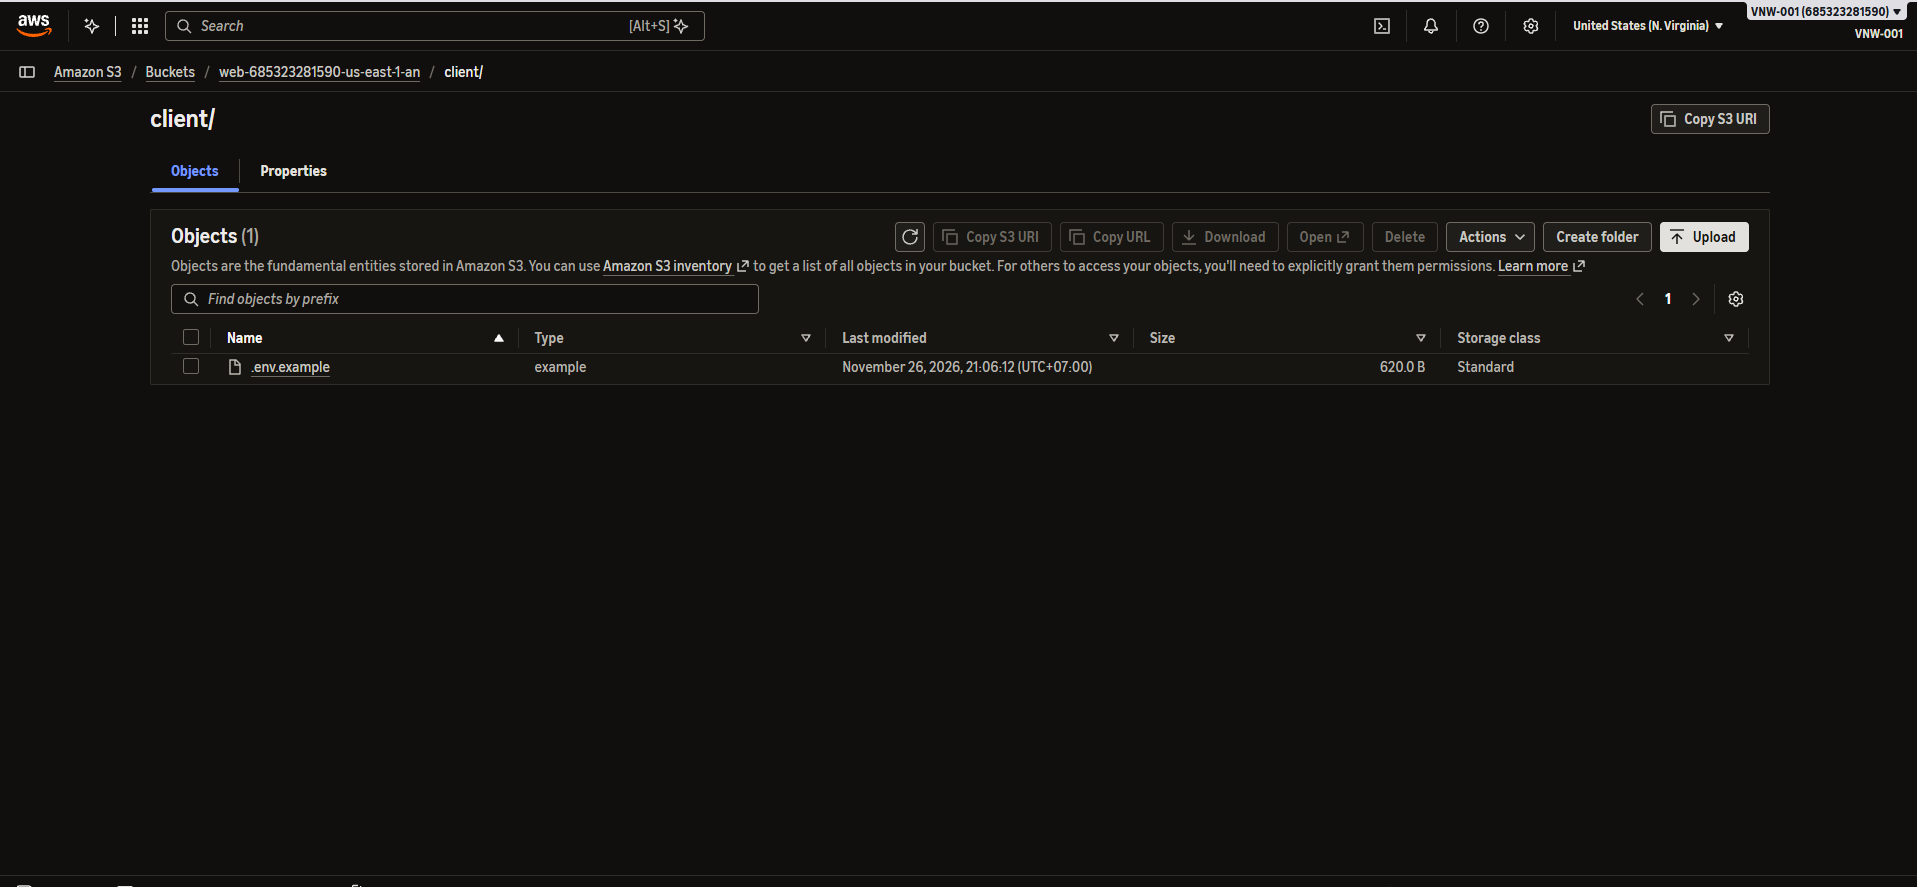 aws
Search [Alt+S]
United States (N. Virginia)
VNW-001 (685323281590)
VNW-001
Amazon S3 / Buckets / web-685323281590-us-east-1-an / client/
client/
Copy S3 URI
Objects
Properties
Objects (1)
Copy S3 URI
Copy URL
Download
Open
Delete
Actions
Create folder
Upload
Objects are the fundamental entities stored in Amazon S3. You can use Amazon S3 inventory to get a list of all objects in your bucket. For others to access your objects, you'll need to explicitly grant them permissions. Learn more
Find objects by prefix
1
Name Type Last modified Size Storage class
.env.example example November 26, 2026, 21:06:12 (UTC+07:00) 620.0 B Standard